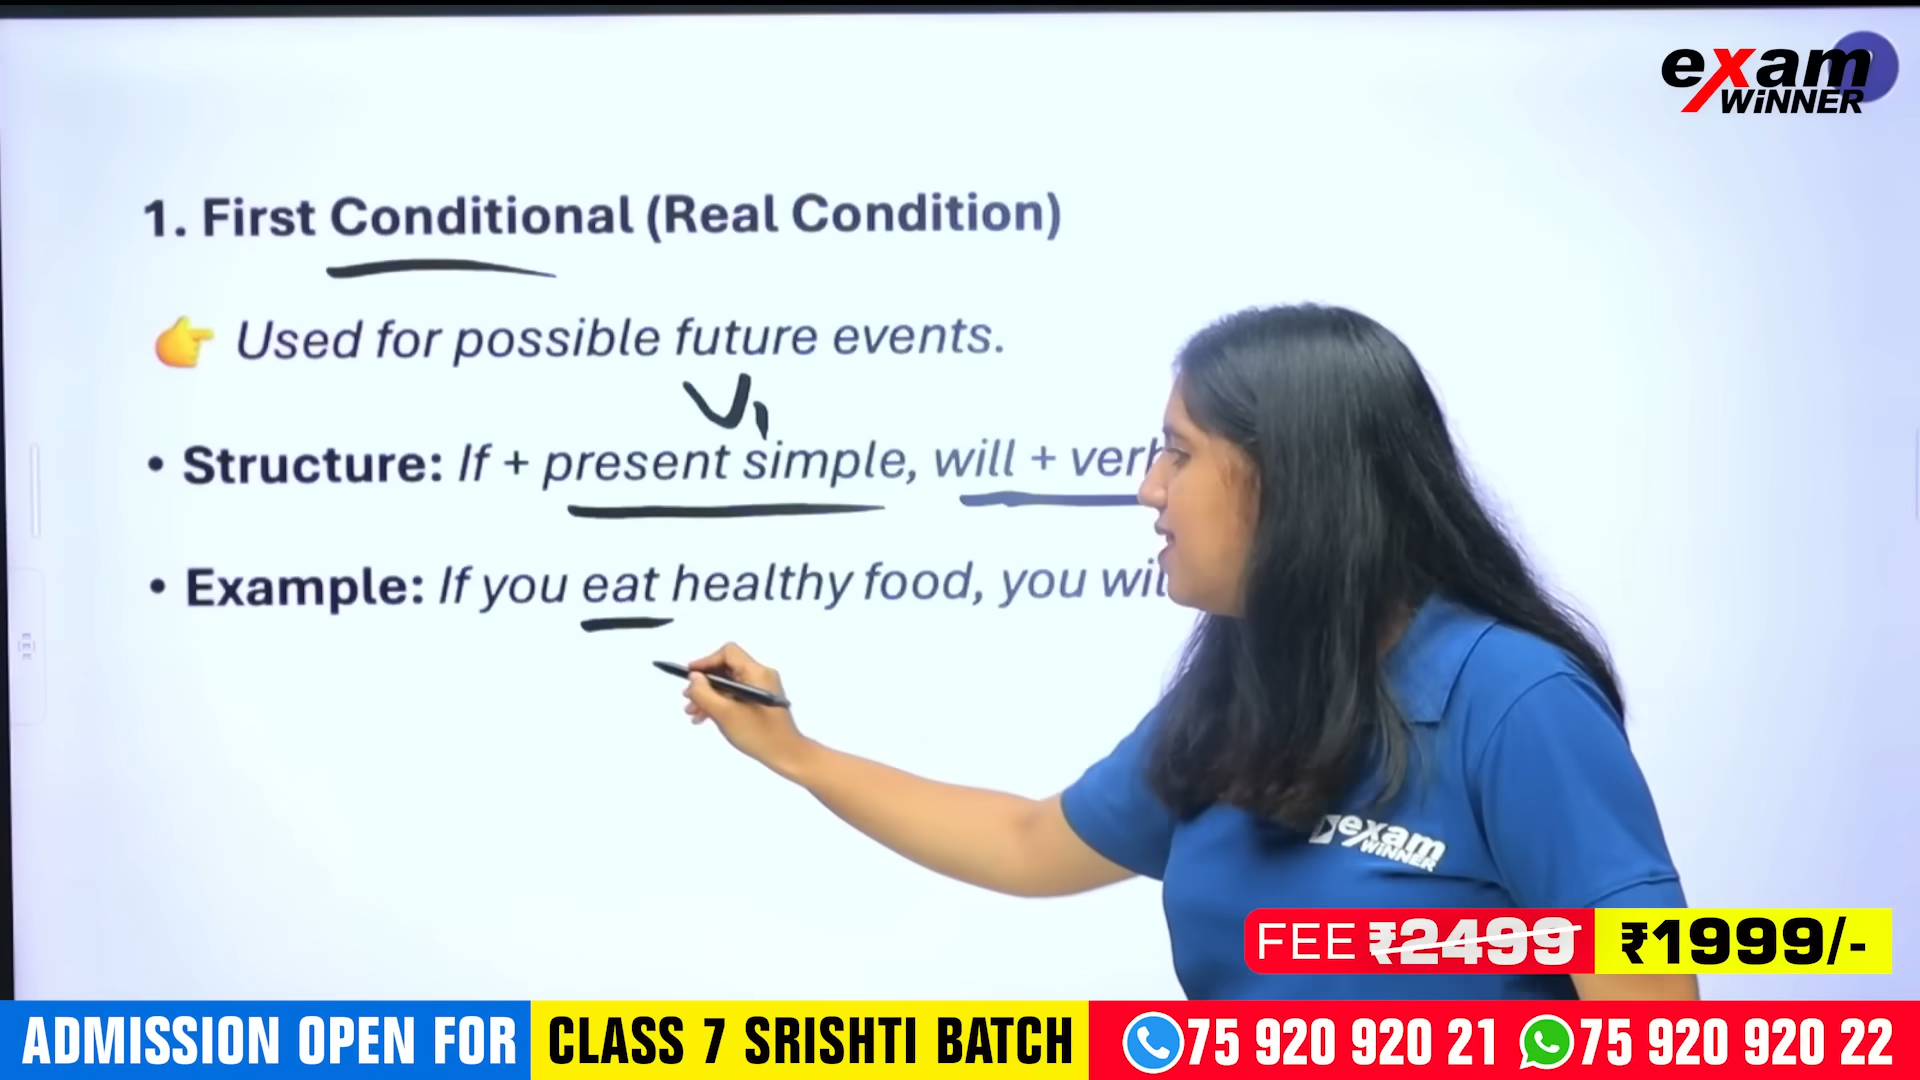 exam
WiNNER
1. First Conditional (Real Condition)
👉 Used for possible future events.
V₁
• Structure: If + present simple, will + verb
• Example: If you eat healthy food, you will
exam
WiNNER
FEE ₹2499 ₹1999/-
ADMISSION OPEN FOR CLASS 7 SRISHTI BATCH 75 920 920 21 75 920 920 22